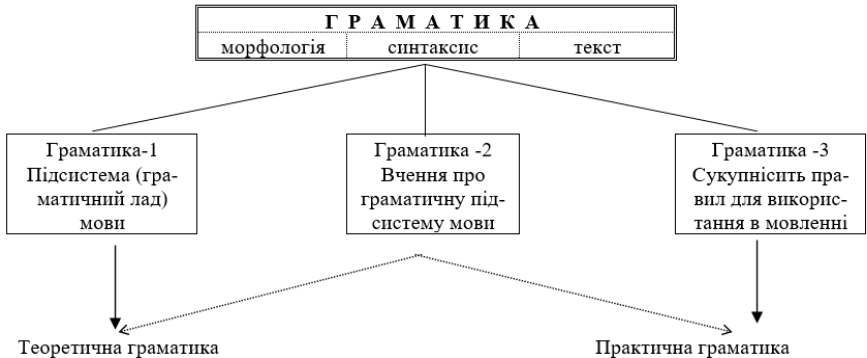 Г Р А М А Т И К А
морфологія синтаксис текст
Граматика-1
Підсистема (гра-
матичний лад)
мови
Граматика -2
Вчення про
граматичну під-
систему мови
Граматика -3
Сукупнісить пра-
вил для використ-
тання в мовленні
Теоретична граматика
Практична граматика